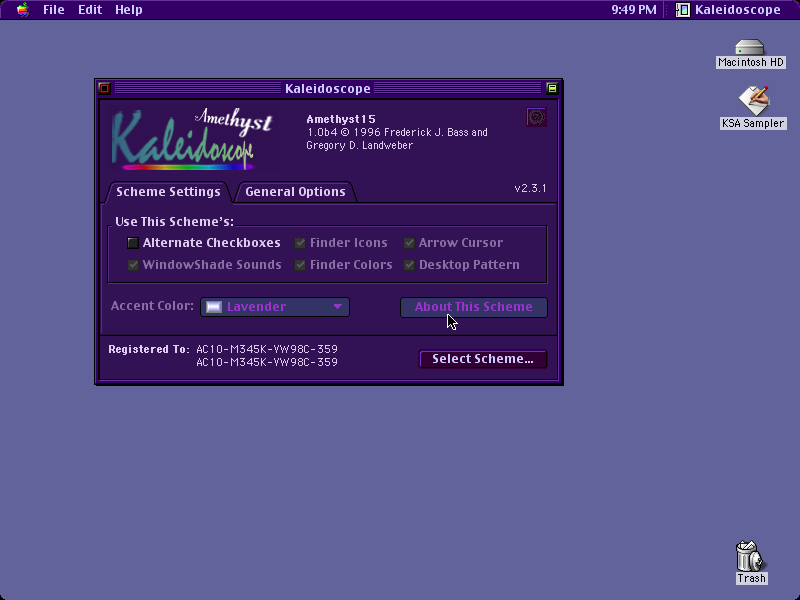 File Edit Help 9:49 PM Kaleidoscope
Macintosh HD
KSA Sampler
Kaleidoscope
Amethyst
Kaleidoscope
Amethyst15
1.0b4 © 1996 Frederick J. Bass and
Gregory D. Landweber
v2.3.1
Scheme Settings General Options
Use This Scheme's:
Alternate Checkboxes Finder Icons Arrow Cursor
WindowShade Sounds Finder Colors Desktop Pattern
Accent Color: Lavender About This Scheme
Registered To: AC10-M345K-VW98C-359
AC10-M345K-VW98C-359
Select Scheme...
Trash